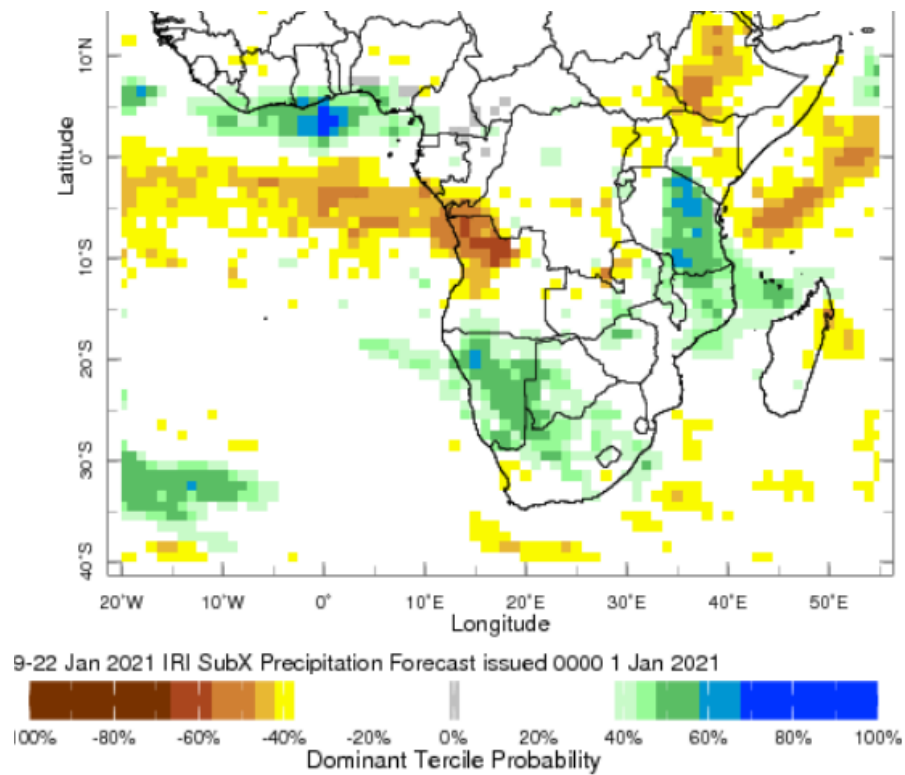 10°N
0°
10°S
20°S
30°S
40°S
Latitude
20°W 10°W 0° 10°E 20°E 30°E 40°E 50°E
Longitude
9-22 Jan 2021 IRI SubX Precipitation Forecast issued 0000 1 Jan 2021
00% -80% -60% -40% -20% 0% 20% 40% 60% 80% 100%
Dominant Tercile Probability